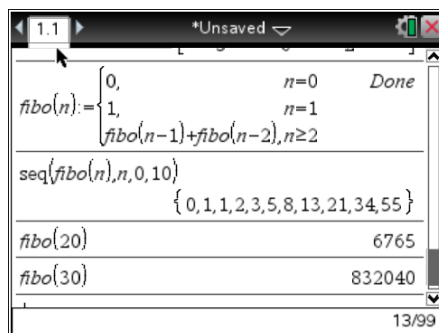 1.1 *Unsaved
0, n=0 Done
fibo(n):= 1, n=1
fibo(n−1)+fibo(n−2),n≥2
seq(fibo(n),n,0,10)
{0,1,1,2,3,5,8,13,21,34,55}
fibo(20) 6765
fibo(30) 832040
13/99